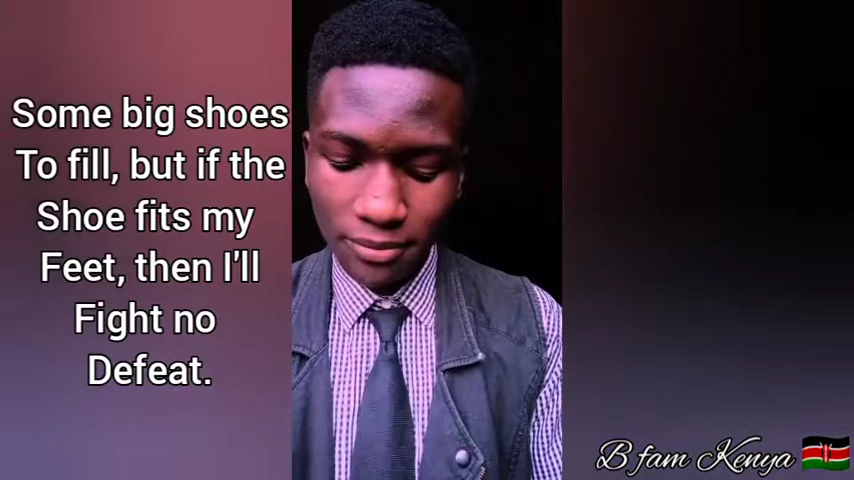 Some big shoes
To fill, but if the
Shoe fits my
Feet, then I'll
Fight no
Defeat.
B fam Kenya 🇰🇪